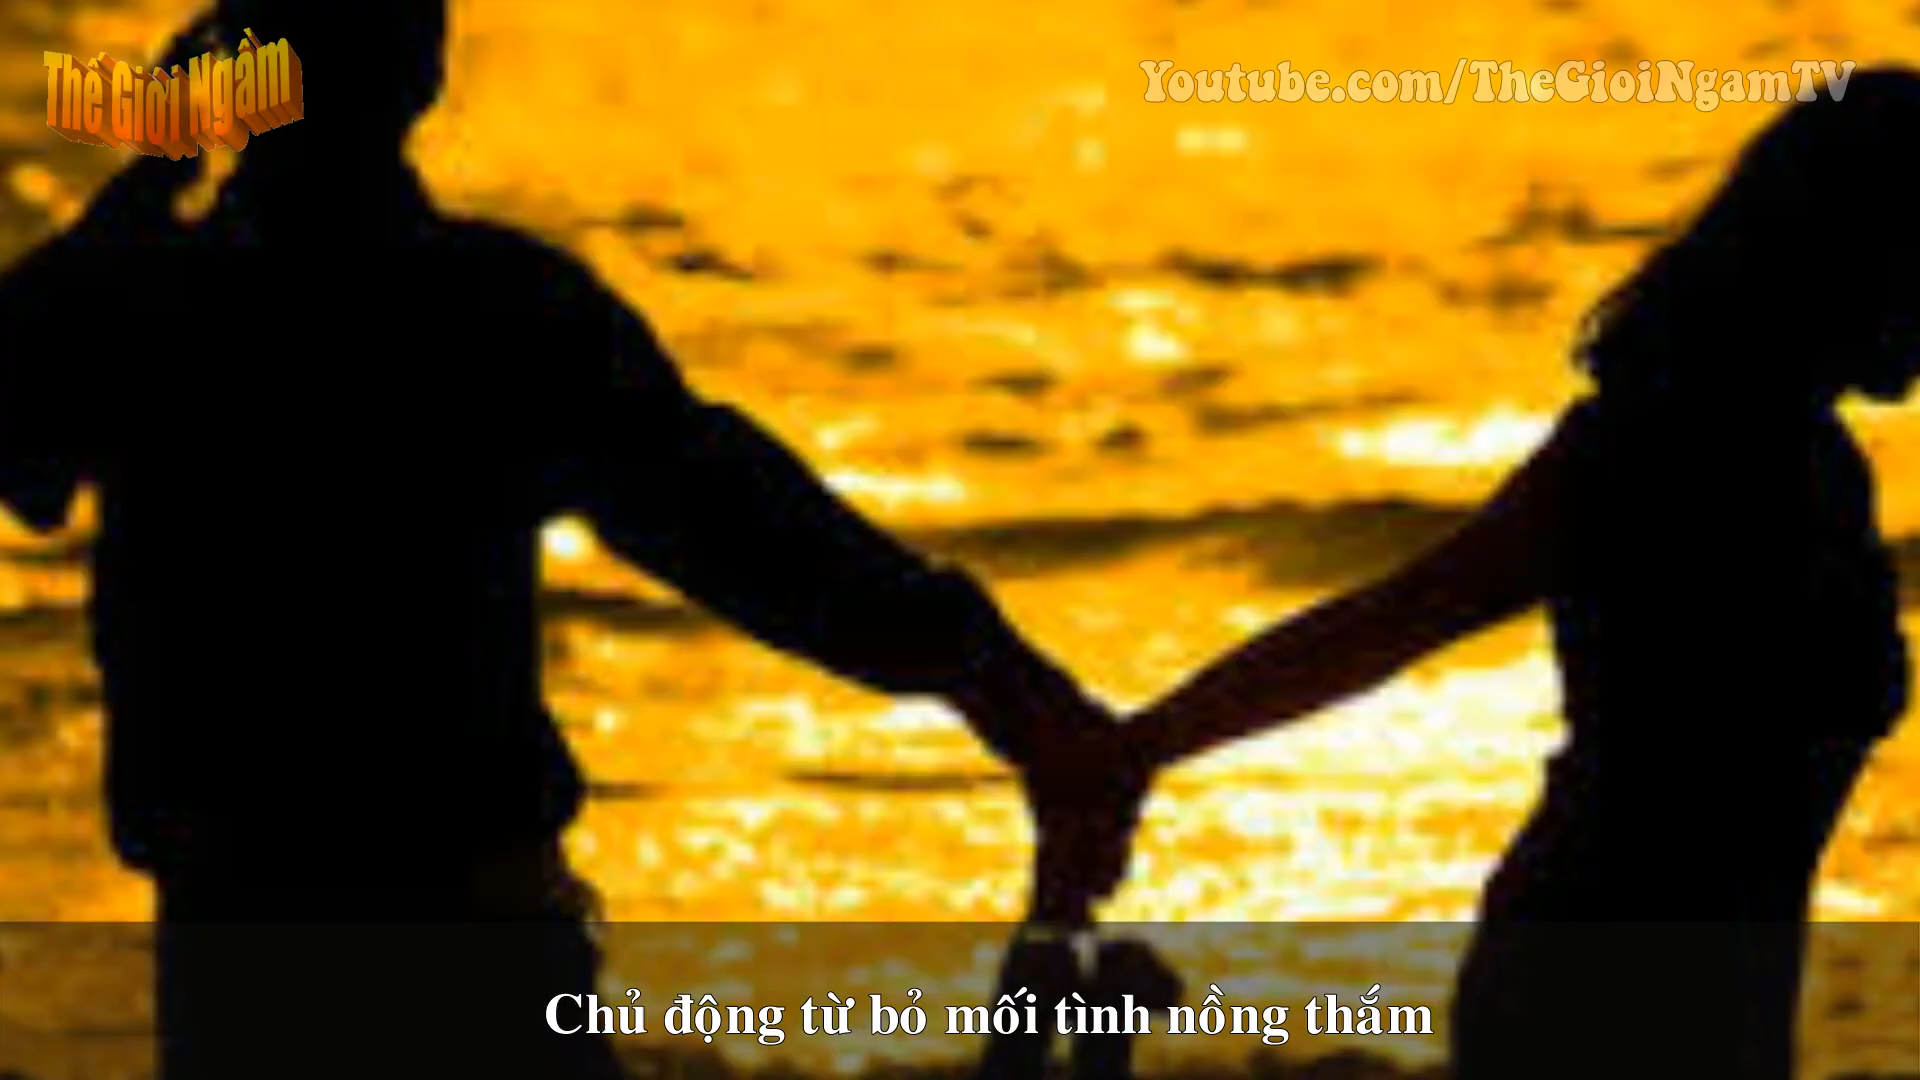 Thế Giới Ngầm
Youtube.com/TheGioiNgamTV
Chủ động từ bỏ mối tình nồng thắm